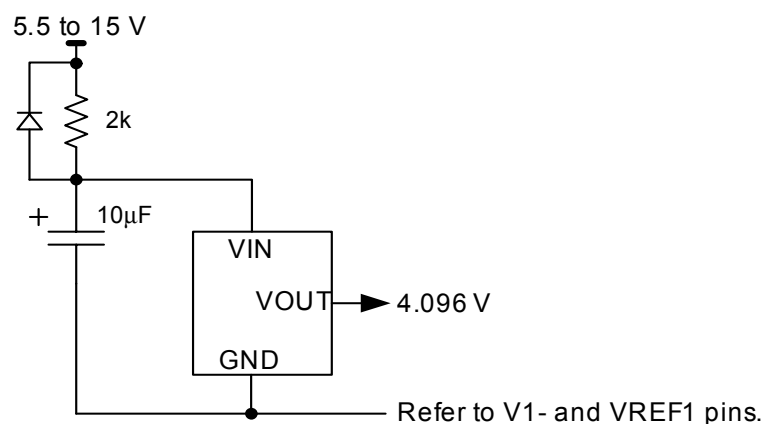 5.5 to 15 V
2k
+ 10μF
VIN
VOUT
4.096 V
GND
Refer to V1- and VREF1 pins.